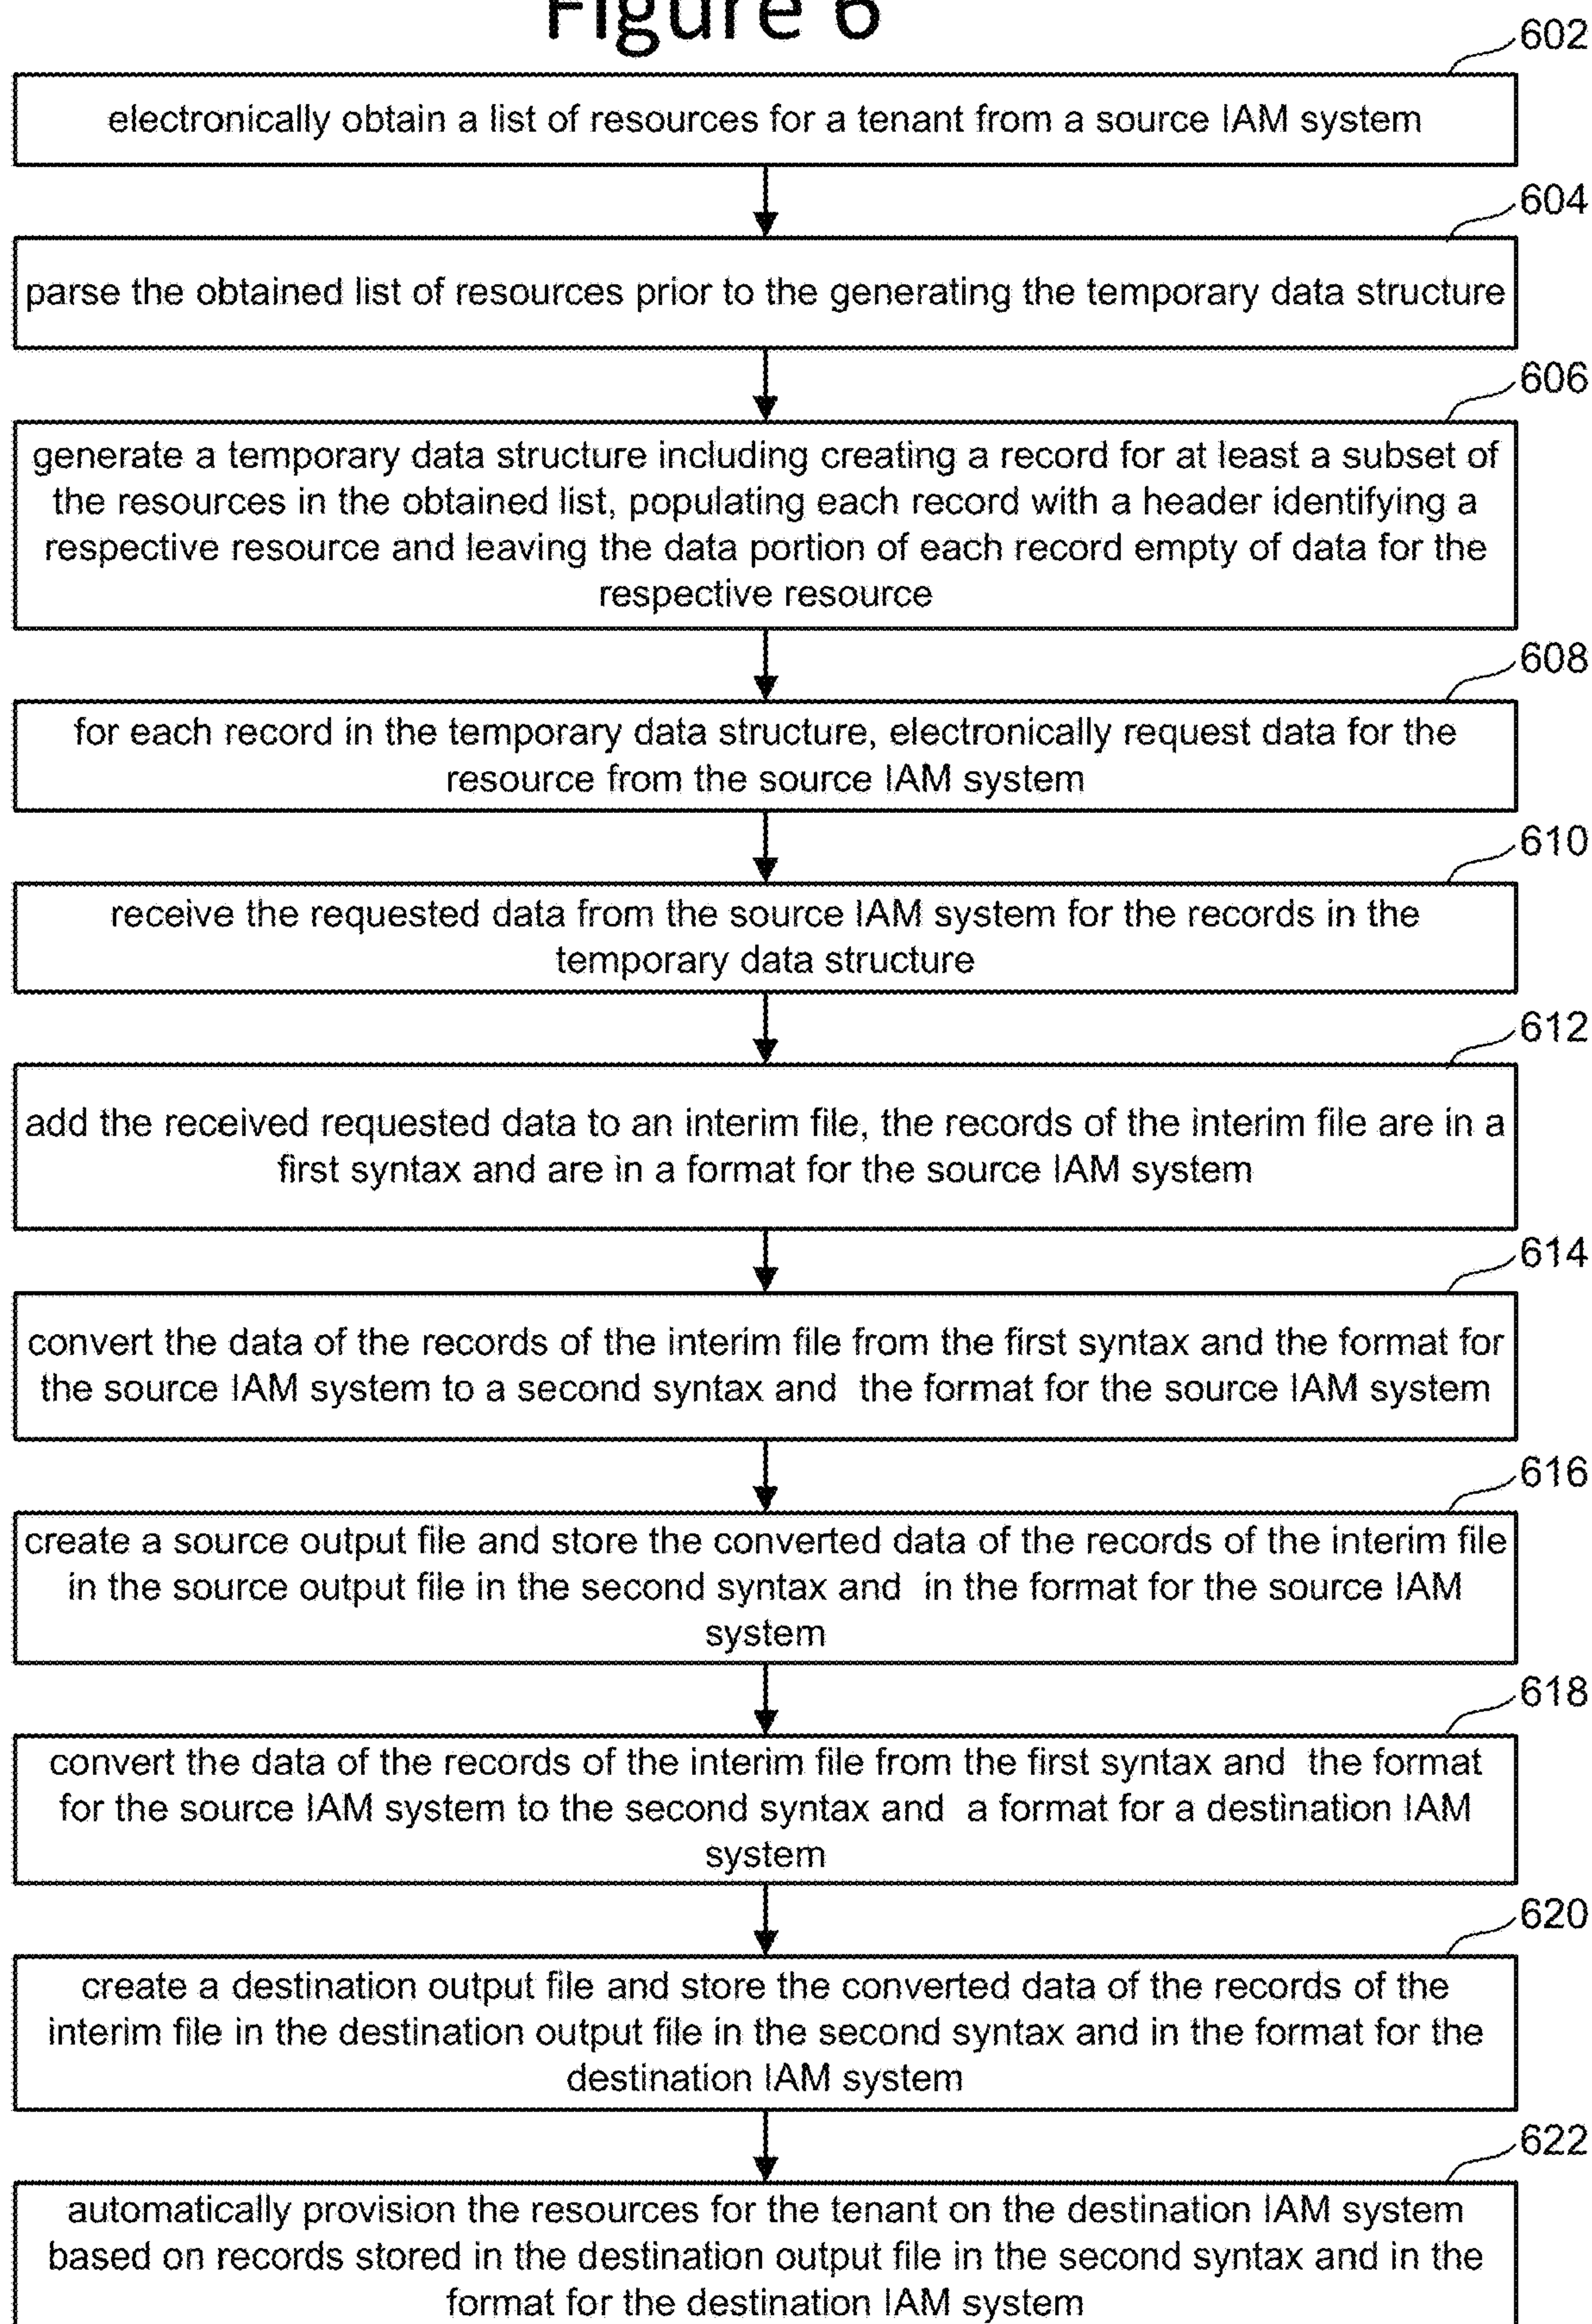 Figure 6
602
electronically obtain a list of resources for a tenant from a source IAM system
604
parse the obtained list of resources prior to the generating the temporary data structure
606
generate a temporary data structure including creating a record for at least a subset of
the resources in the obtained list, populating each record with a header identifying a
respective resource and leaving the data portion of each record empty of data for the
respective resource
608
for each record in the temporary data structure, electronically request data for the
resource from the source IAM system
610
receive the requested data from the source IAM system for the records in the
temporary data structure
612
add the received requested data to an interim file, the records of the interim file are in a
first syntax and are in a format for the source IAM system
614
convert the data of the records of the interim file from the first syntax and the format for
the source IAM system to a second syntax and the format for the source IAM system
616
create a source output file and store the converted data of the records of the interim file
in the source output file in the second syntax and in the format for the source IAM
system
618
convert the data of the records of the interim file from the first syntax and the format
for the source IAM system to the second syntax and a format for a destination IAM
system
620
create a destination output file and store the converted data of the records of the
interim file in the destination output file in the second syntax and in the format for the
destination IAM system
622
automatically provision the resources for the tenant on the destination IAM system
based on records stored in the destination output file in the second syntax and in the
format for the destination IAM system